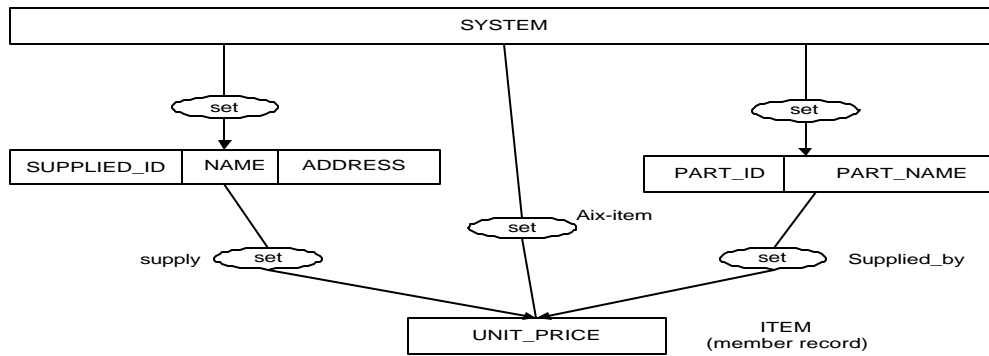 SYSTEM
set
set
SUPPLIED_ID NAME ADDRESS
PART_ID PART_NAME
Aix-item
set
supply set
set Supplied_by
UNIT_PRICE
ITEM
(member record)